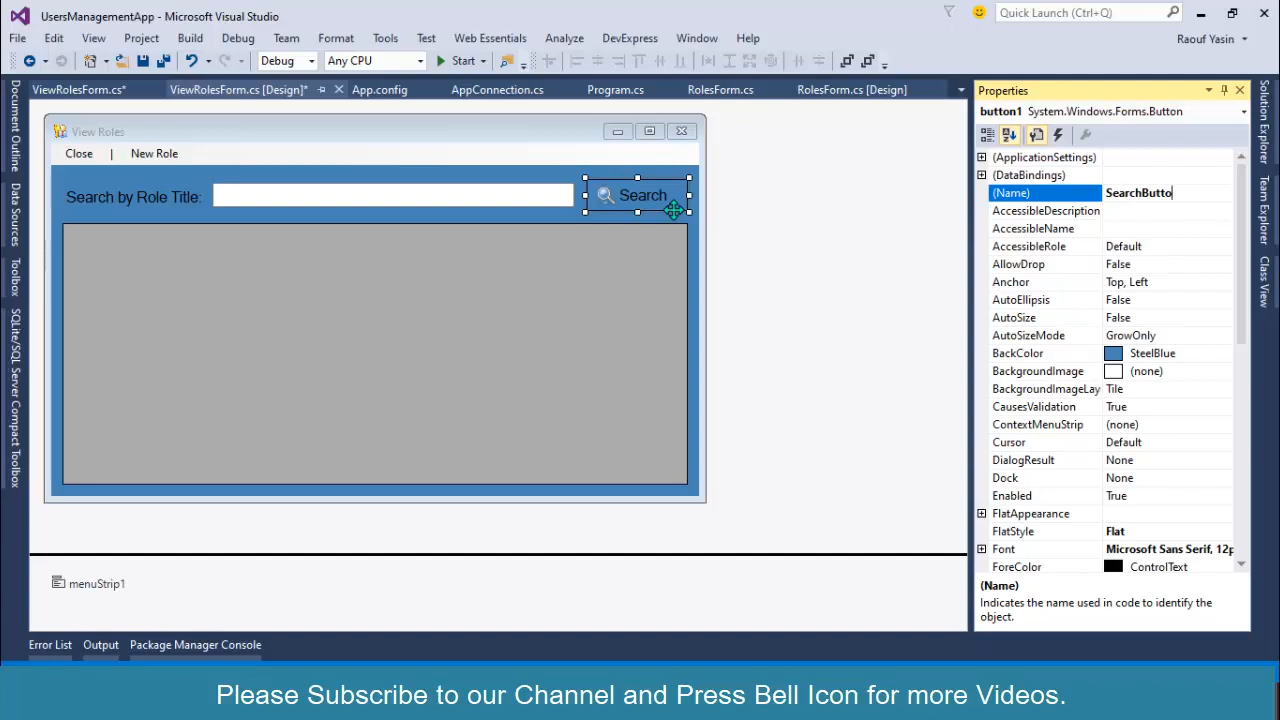 UsersManagementApp - Microsoft Visual Studio
Quick Launch (Ctrl+Q)
File Edit View Project Build Debug Team Format Tools Test Web Essentials Analyze DevExpress Window Help
Raouf Yasin
Debug Any CPU Start
ViewRolesForm.cs* ViewRolesForm.cs [Design]* App.config AppConnection.cs Program.cs RolesForm.cs RolesForm.cs [Design]
Document Outline
Data Sources
Toolbox
SQLite/SQL Server Compact Toolbox
View Roles
Close | New Role
Search by Role Title: Search
menuStrip1
Properties
button1 System.Windows.Forms.Button
(ApplicationSettings)
(DataBindings)
(Name) SearchButto
AccessibleDescription
AccessibleName
AccessibleRole Default
AllowDrop False
Anchor Top, Left
AutoEllipsis False
AutoSize False
AutoSizeMode GrowOnly
BackColor SteelBlue
BackgroundImage (none)
BackgroundImageLay Tile
CausesValidation True
ContextMenuStrip (none)
Cursor Default
DialogResult None
Dock None
Enabled True
FlatAppearance
FlatStyle Flat
Font Microsoft Sans Serif, 12p
ForeColor ControlText
(Name)
Indicates the name used in code to identify the
object.
Solution Explorer
Team Explorer
Class View
Error List Output Package Manager Console
Please Subscribe to our Channel and Press Bell Icon for more Videos.